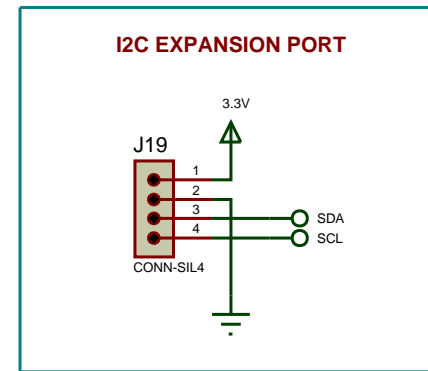 I2C EXPANSION PORT
3.3V
J19
1
2
3
SDA
4
SCL
CONN-SIL4